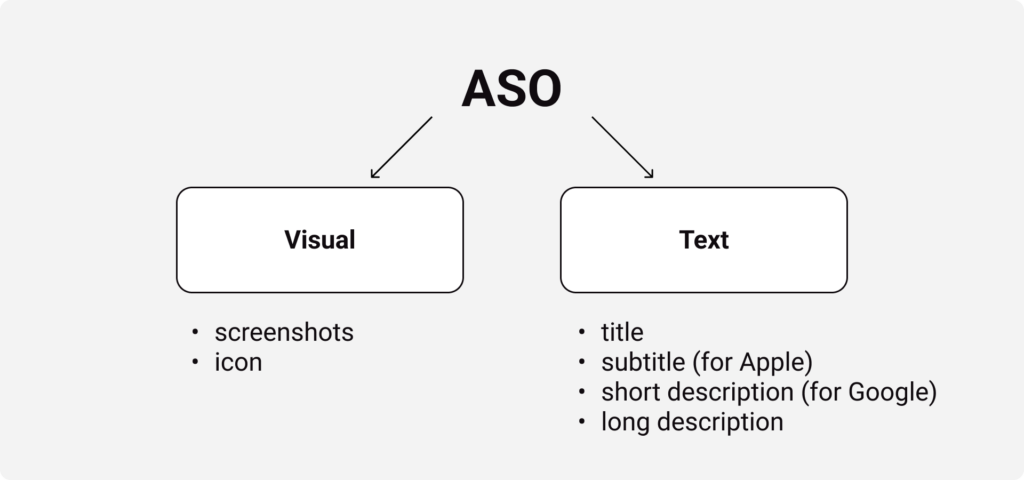 ASO
Visual
Text
• screenshots
• icon
• title
• subtitle (for Apple)
• short description (for Google)
• long description